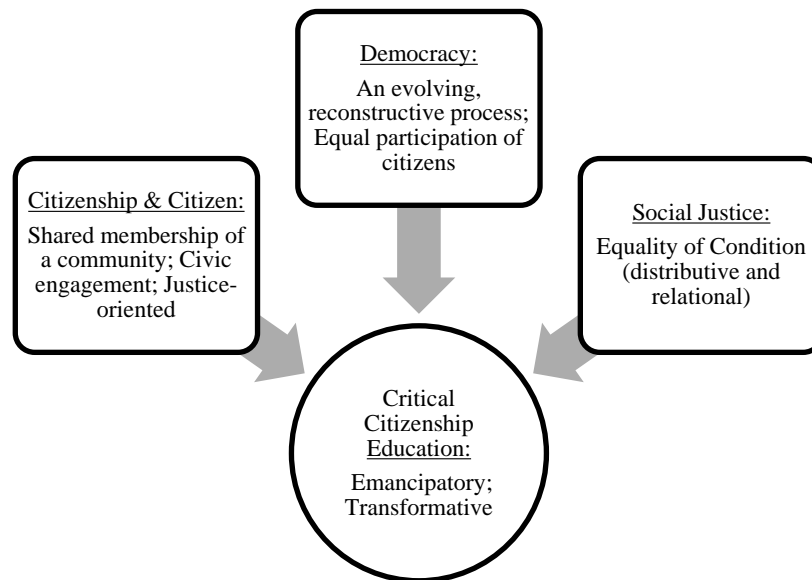 Democracy:
An evolving,
reconstructive process;
Equal participation of
citizens
Citizenship & Citizen:
Shared membership of
a community; Civic
engagement; Justice-
oriented
Social Justice:
Equality of Condition
(distributive and
relational)
Critical
Citizenship
Education:
Emancipatory;
Transformative